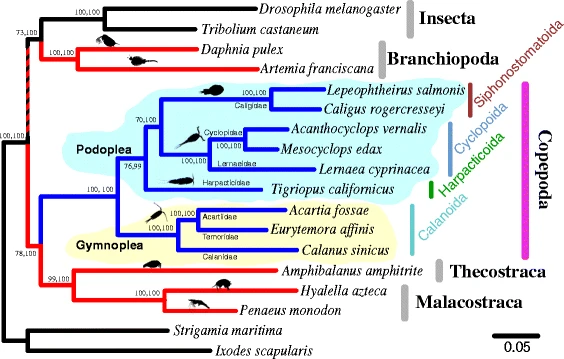 Drosophila melanogaster
100,100
Insecta
Tribolium castaneum
73,100
Daphnia pulex
100,100
Branchiopoda
Artemia franciscana
Siphonostomatoida
Lepeophtheirus salmonis
100,100
Caligidae
Caligus rogercresseyi
70,100
Cyclopoida
Acanthocyclops vernalis
Cyclopidae
100,100
100,100
Podoplea
Mesocyclops edax
100,100
Copepoda
76,99
Lernaeidae
Lernaea cyprinacea
Harpacticoida
Harpacticidae
Tigriopus californicus
100,100
Calanoida
Acartia fossae
Acartiidae
100,100
Eurytemora affinis
100,100
Temoridae
Gymnoplea
Calanus sinicus
Calanidae
78,100
Amphibalanus amphitrite
Thecostraca
99,100
Hyalella azteca
100,100
Malacostraca
Penaeus monodon
Strigamia maritima
0.05
Ixodes scapularis